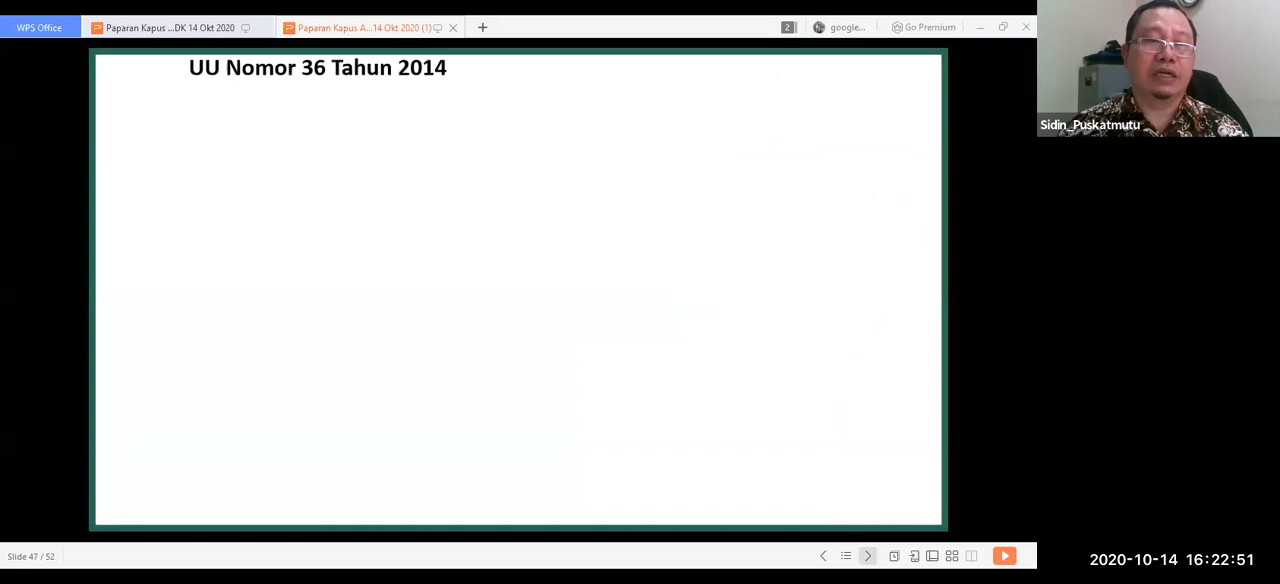 WPS Office
Paparan Kapus ...DK 14 Okt 2020
Paparan Kapus A...14 Okt 2020 (1)
2
google...
Go Premium
UU Nomor 36 Tahun 2014
Sidin_Puskatmutu
Slide 47 / 52
2020-10-14 16:22:51